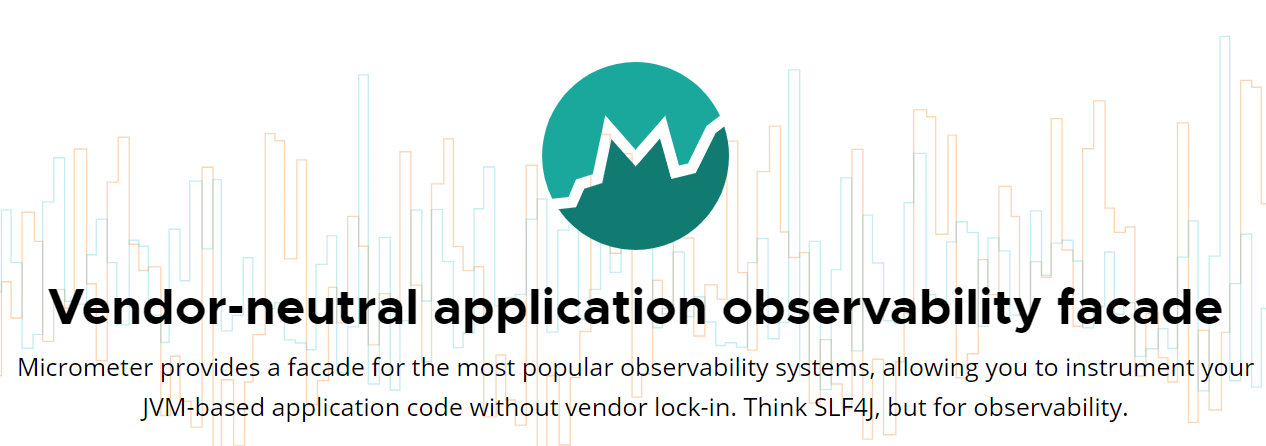 Vendor-neutral application observability facade
Micrometer provides a facade for the most popular observability systems, allowing you to instrument your
JVM-based application code without vendor lock-in. Think SLF4J, but for observability.